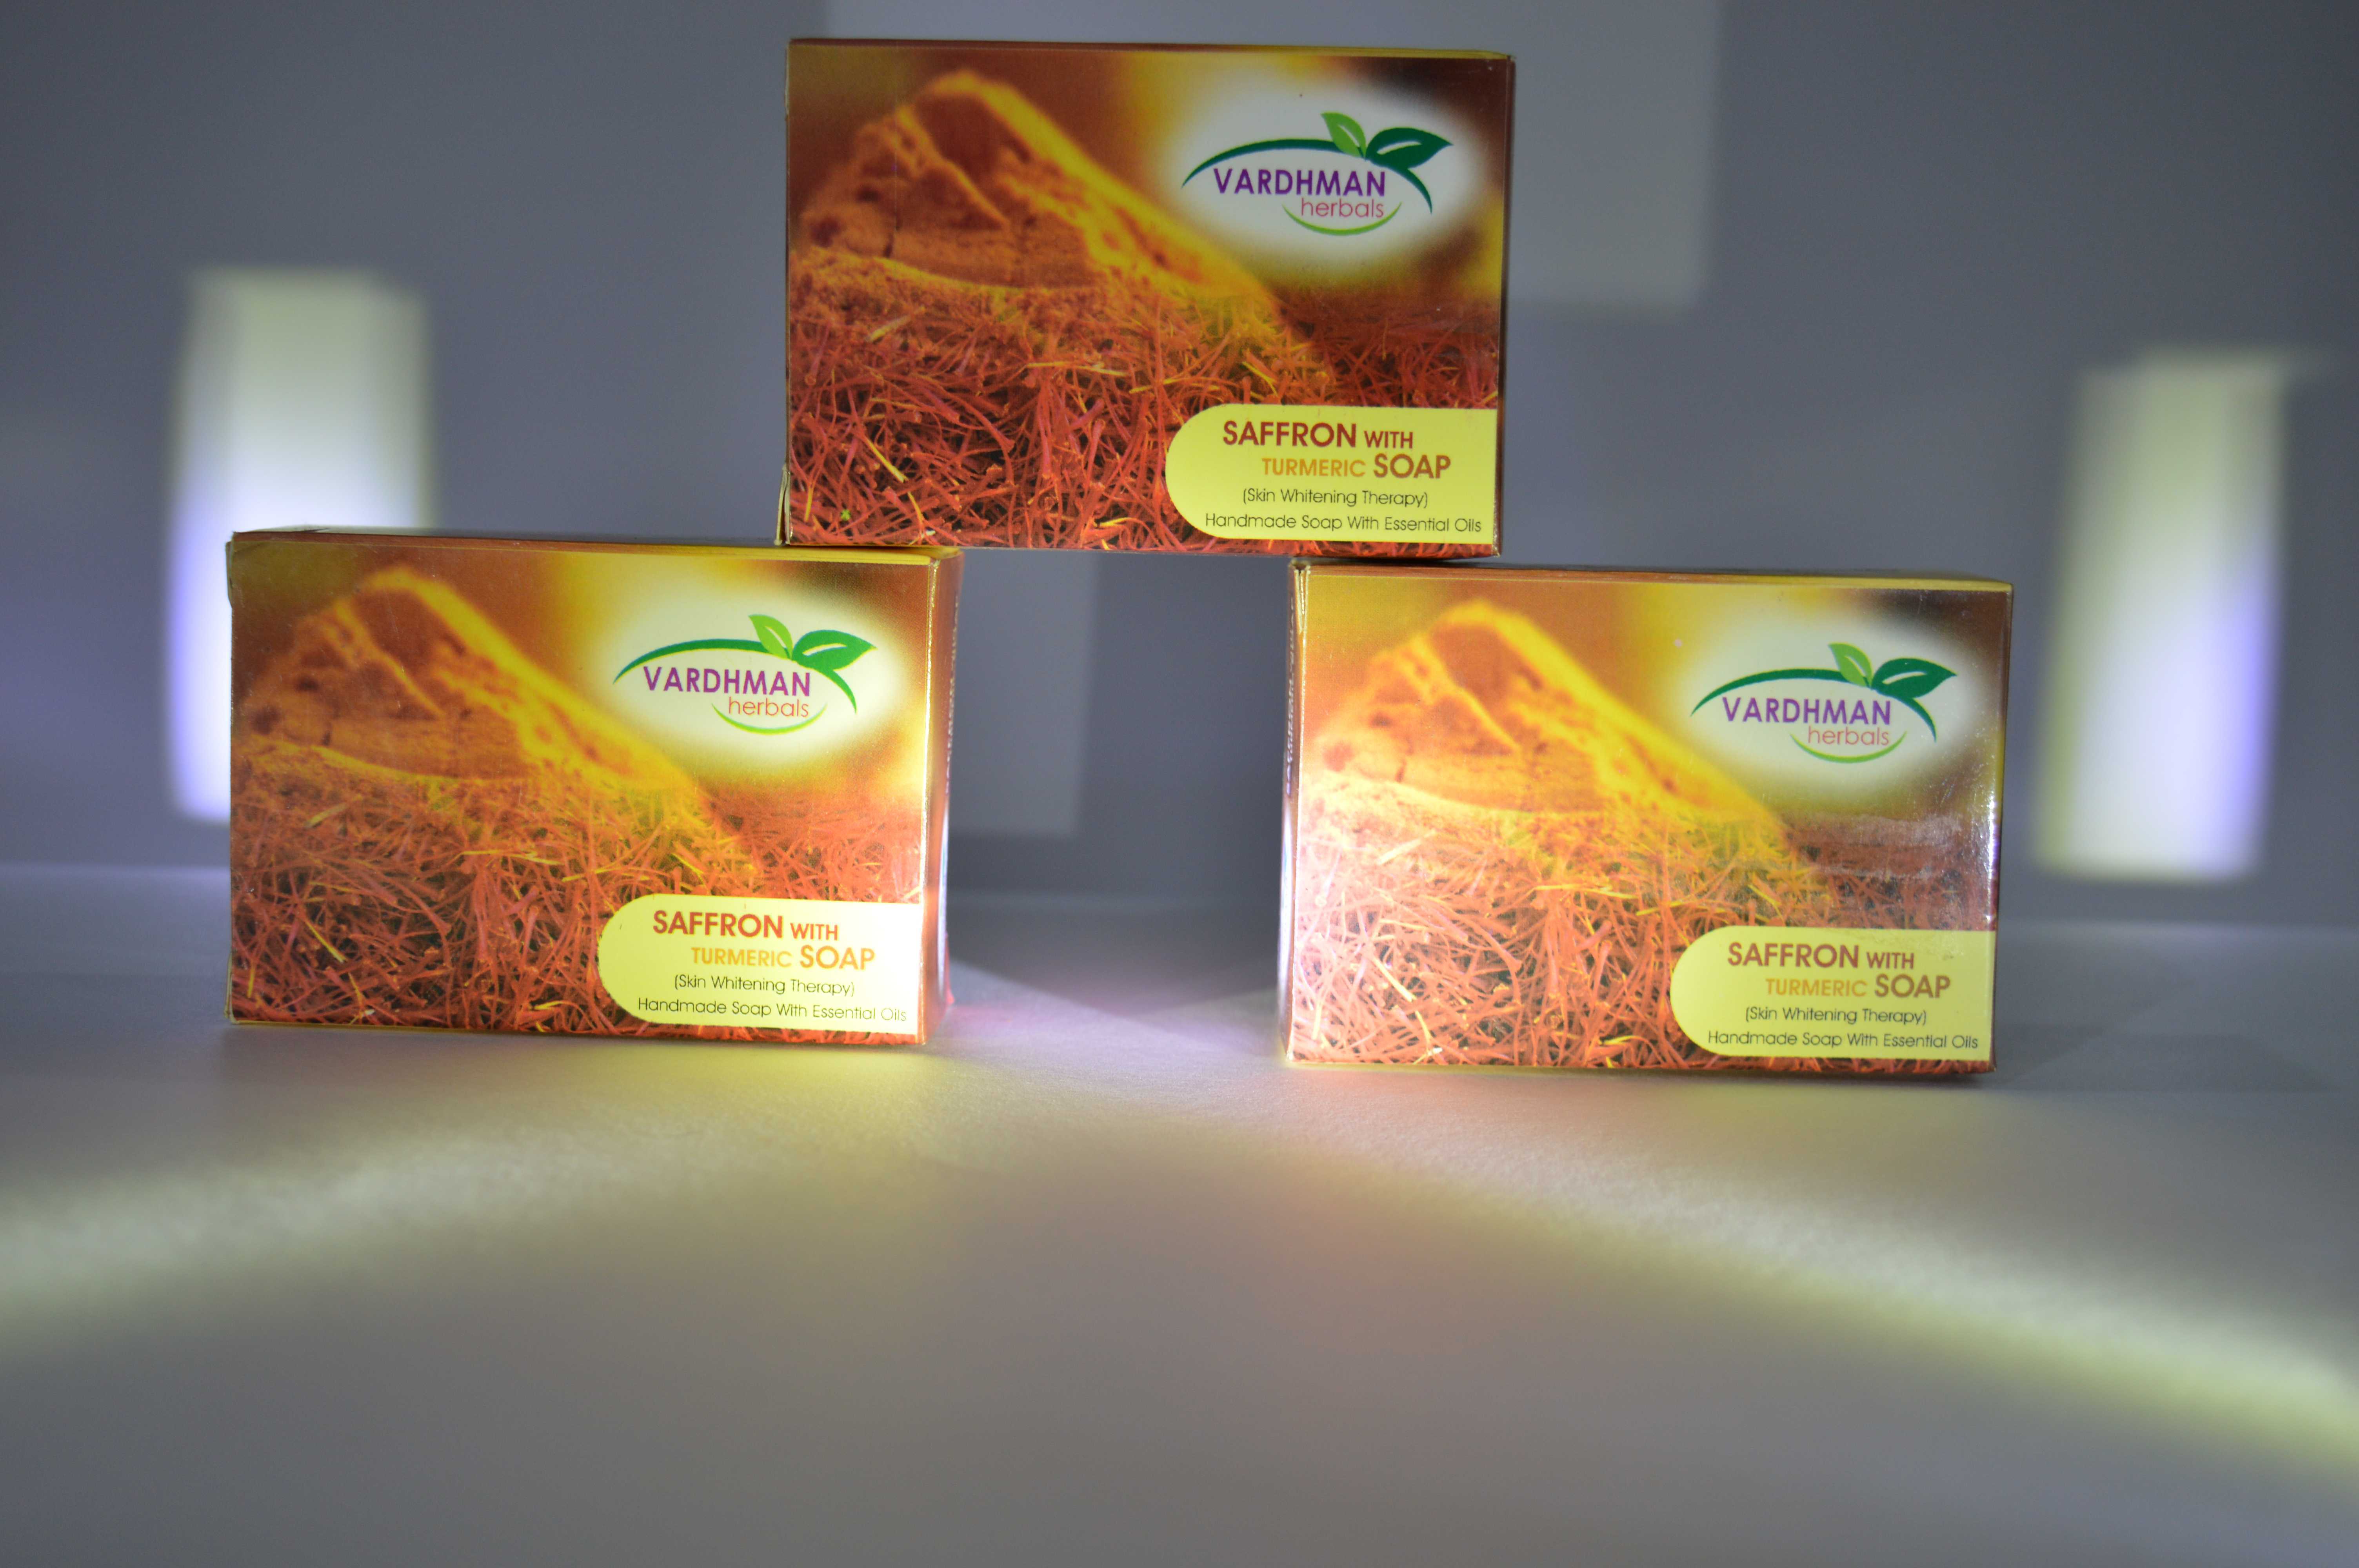 VARDHMAN
herbals
SAFFRON WITH
TURMERIC SOAP
(Skin Whitening Therapy)
Handmade Soap With Essential Oils
VARDHMAN
herbals
SAFFRON WITH
TURMERIC SOAP
(Skin Whitening Therapy)
Handmade Soap With Essential Oils
VARDHMAN
herbals
SAFFRON WITH
TURMERIC SOAP
(Skin Whitening Therapy)
Handmade Soap With Essential Oils